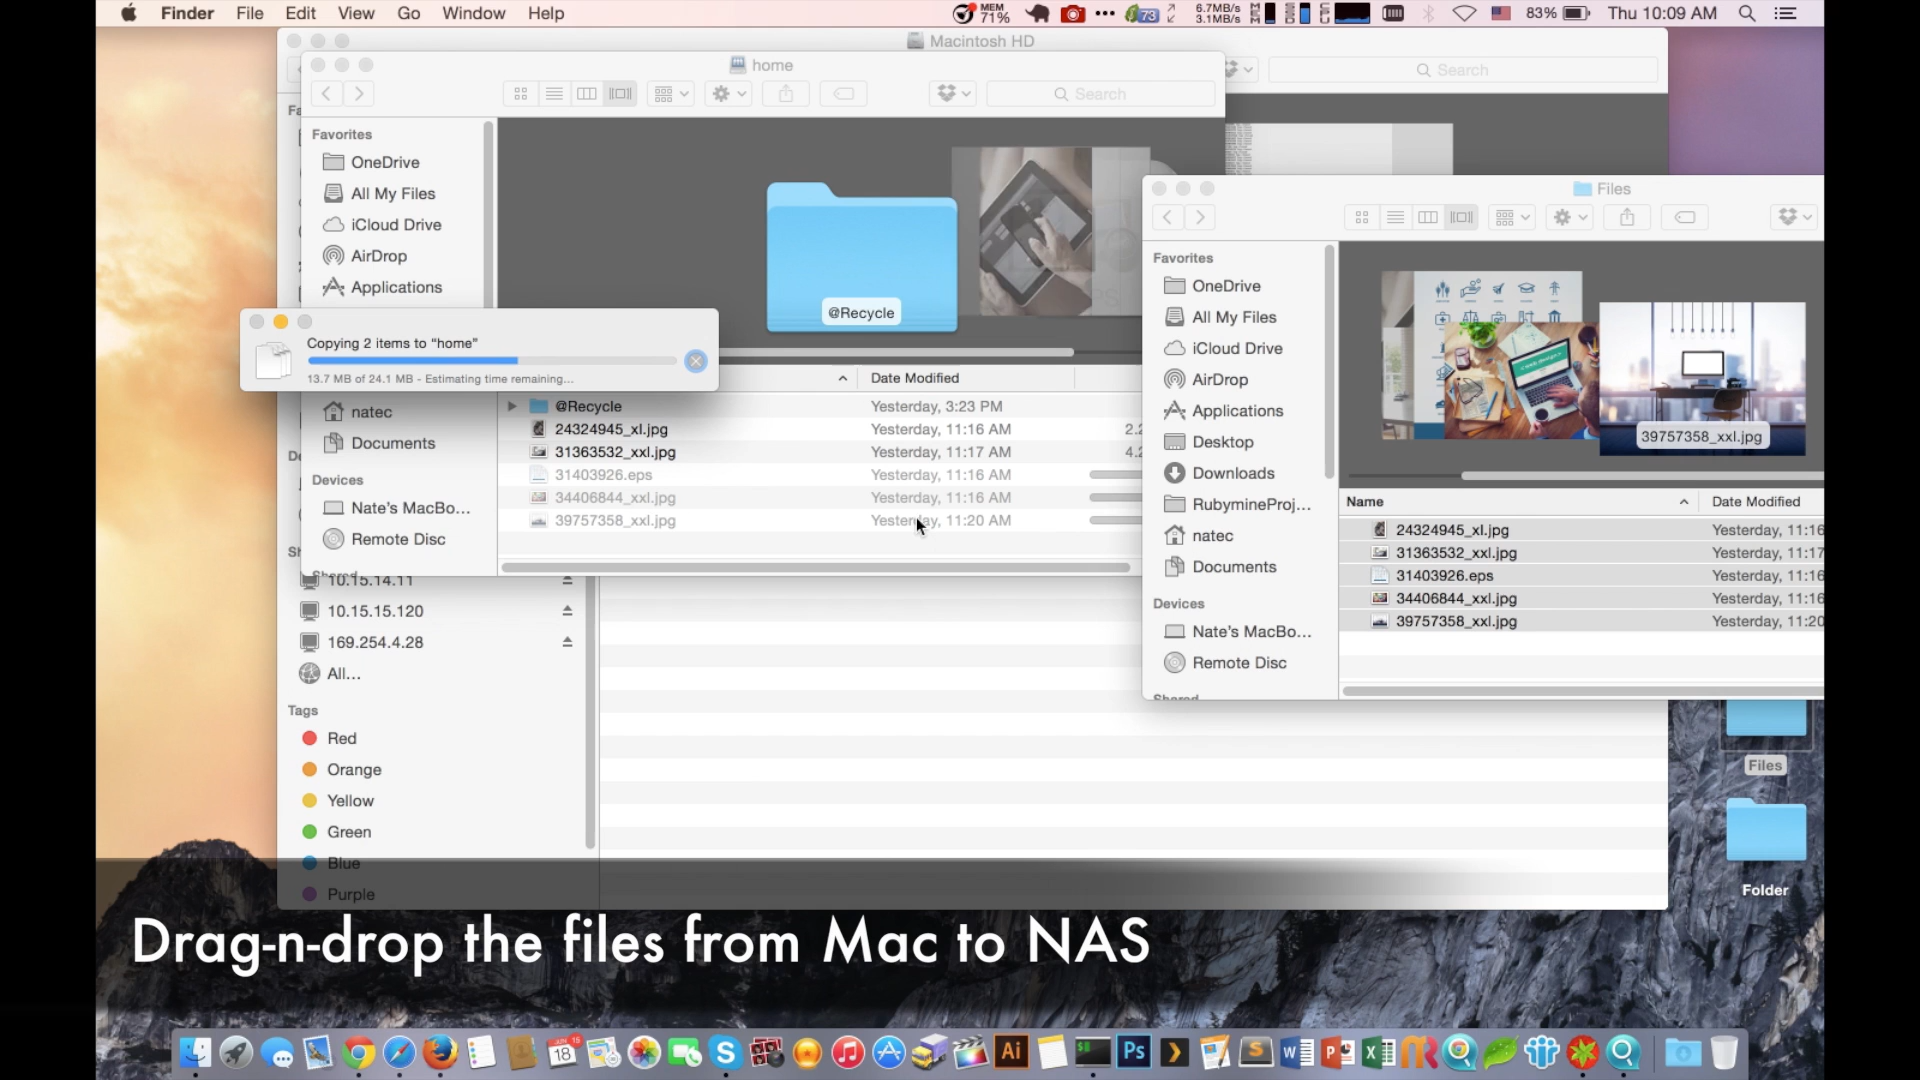 Finder File Edit View Go Window Help
MEM 71% 73 6.7MB/s 3.1MB/s 83% Thu 10:09 AM
Macintosh HD
Search
home
Search
Favorites
OneDrive
All My Files
iCloud Drive
AirDrop
Applications
@Recycle
Copying 2 items to “home”
13.7 MB of 24.1 MB - Estimating time remaining...
natec
Documents
Devices
Nate's MacBo...
Remote Disc
Shared
Date Modified
@Recycle Yesterday, 3:23 PM
24324945_xl.jpg Yesterday, 11:16 AM
31363532_xxl.jpg Yesterday, 11:17 AM
31403926.eps Yesterday, 11:16 AM
34406844_xxl.jpg Yesterday, 11:16 AM
39757358_xxl.jpg Yesterday, 11:20 AM
10.15.14.11
10.15.15.120
169.254.4.28
All...
Tags
Red
Orange
Yellow
Green
Blue
Purple
Files
Favorites
OneDrive
All My Files
iCloud Drive
AirDrop
Applications
Desktop
Downloads
RubymineProj...
natec
Documents
Devices
Nate's MacBo...
Remote Disc
Shared
39757358_xxl.jpg
Name Date Modified
24324945_xl.jpg Yesterday, 11:16
31363532_xxl.jpg Yesterday, 11:17
31403926.eps Yesterday, 11:16
34406844_xxl.jpg Yesterday, 11:16
39757358_xxl.jpg Yesterday, 11:20
Files
Folder
Drag-n-drop the files from Mac to NAS
18
Ai
Ps